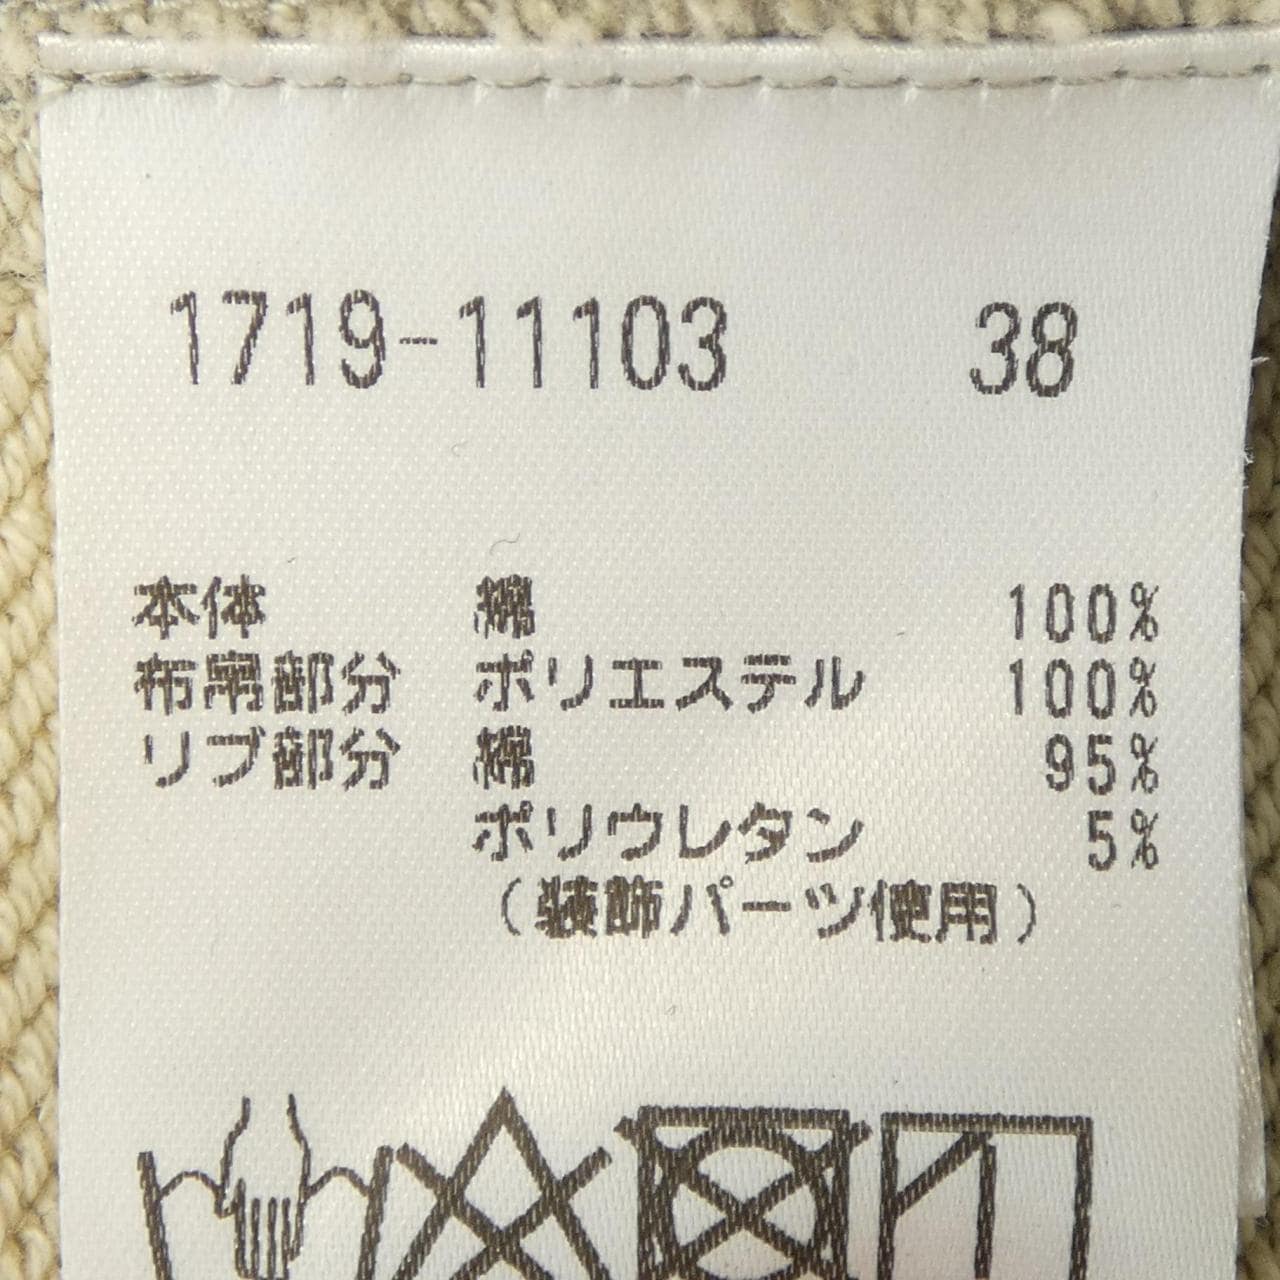 1719-11103 38
本体 綿 100%
布帛部分 ポリエステル 100%
リブ部分 綿 95%
ポリウレタン 5%
(装飾パーツ使用)